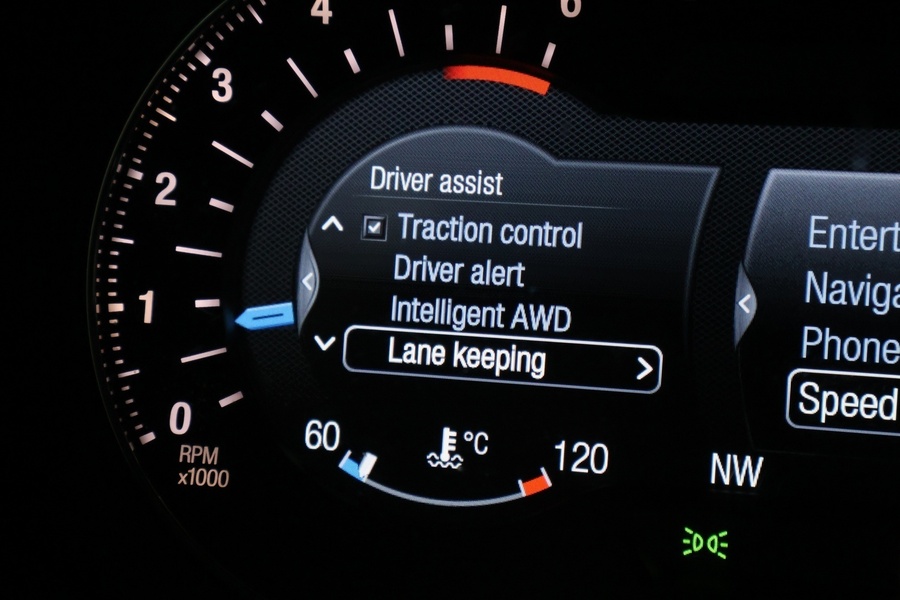 4
6
3
2
1
0
RPM
x1000
Driver assist
Traction control
Driver alert
Intelligent AWD
Lane keeping
60
°C
120
Entert
Naviga
Phone
Speed
NW